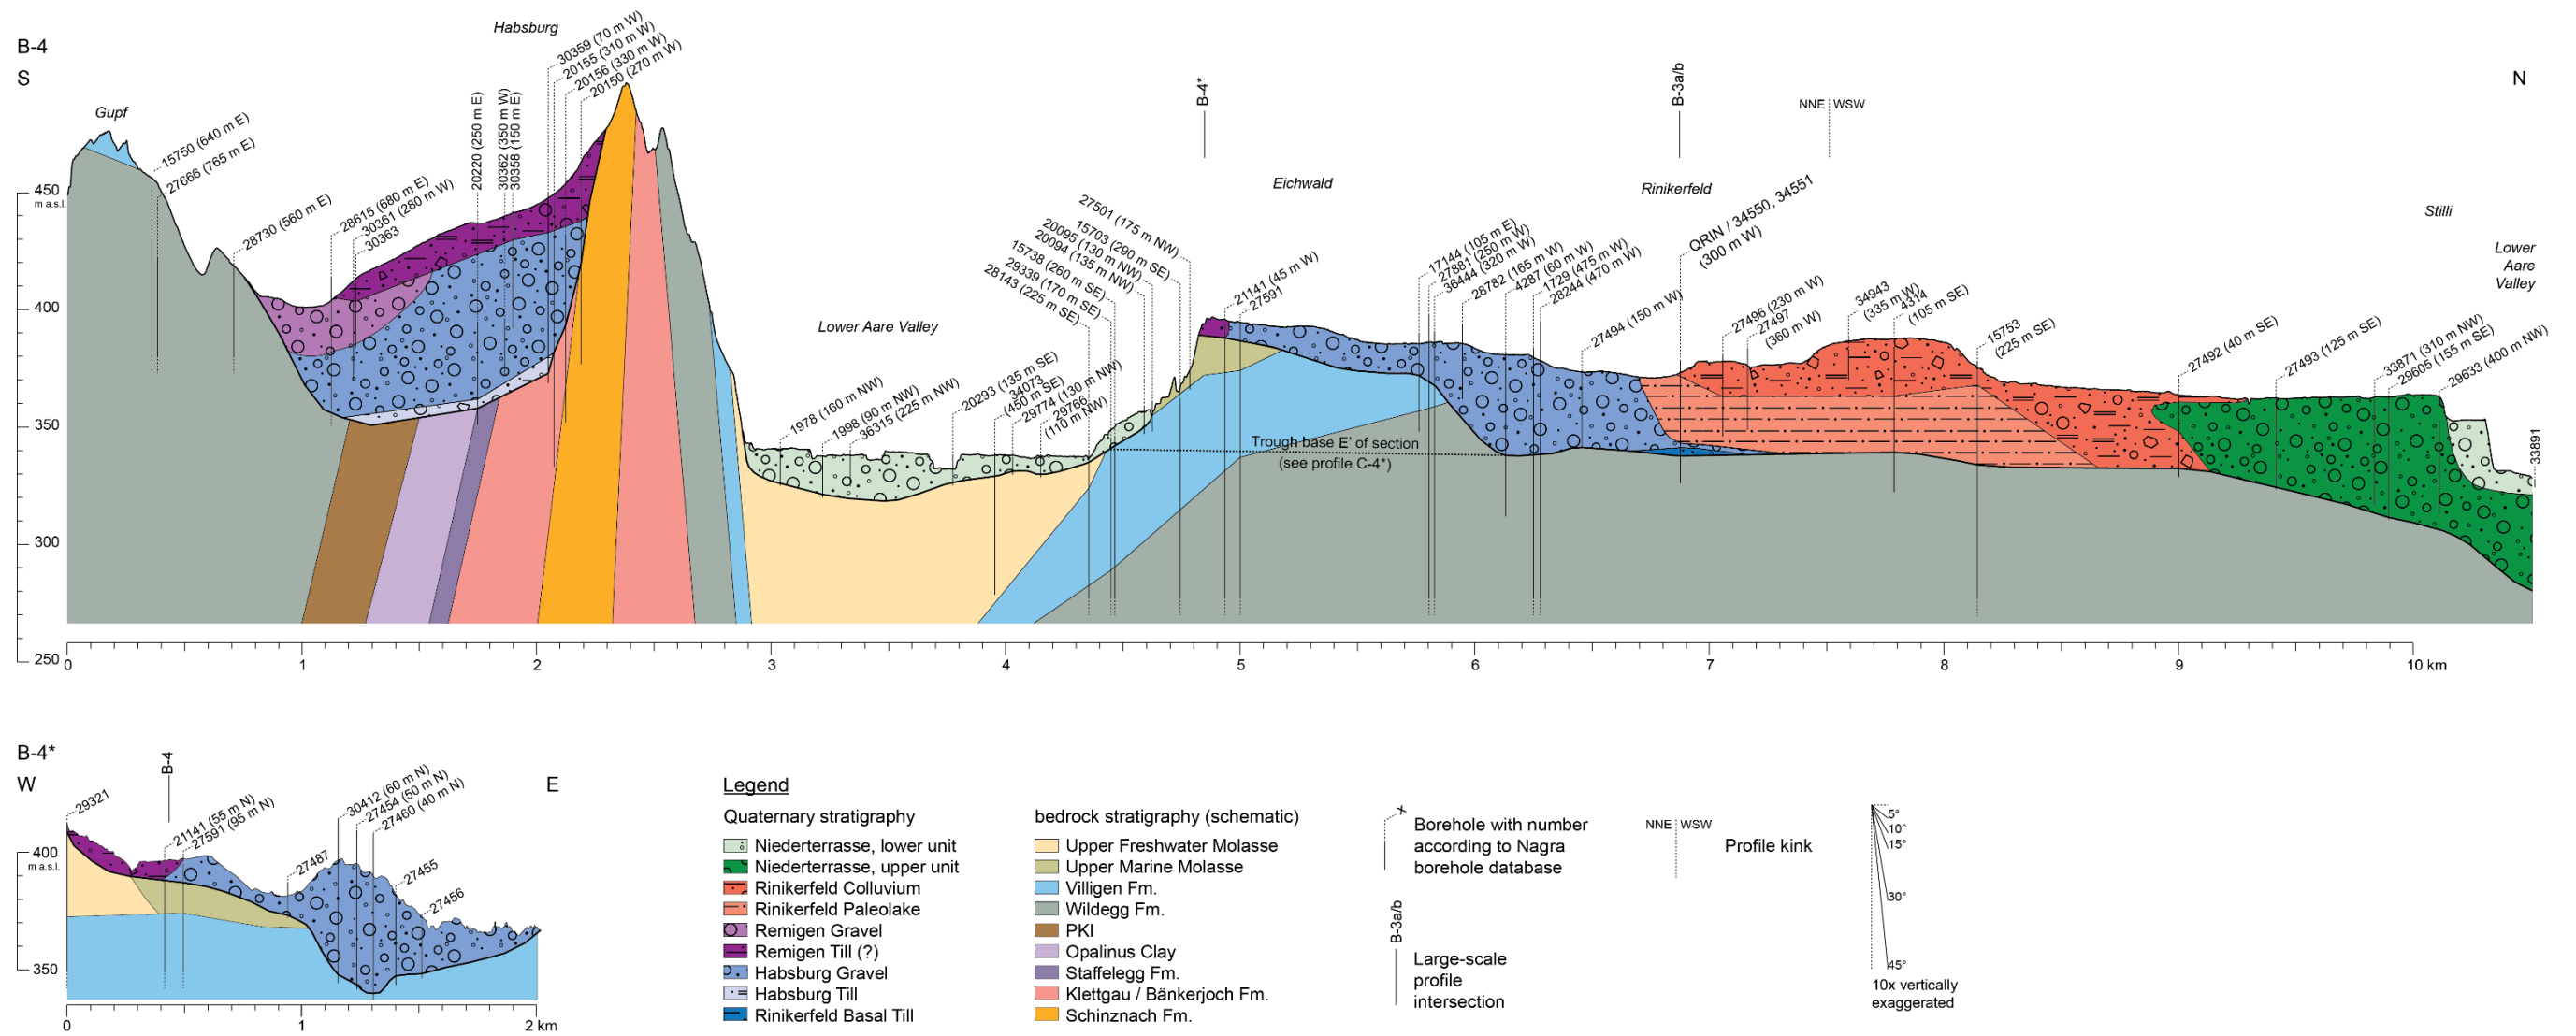 B-4
S
N
Gupf
Habsburg
15750 (640 m E)
27666 (765 m E)
28730 (560 m E)
28615 (680 m E)
30361 (280 m W)
30363
20220 (250 m E)
30362 (350 m W)
30358 (150 m E)
30359 (70 m W)
20155 (310 m W)
20156 (330 m W)
20150 (270 m W)
Lower Aare Valley
1978 (160 m NW)
1998 (90 m NW)
36315 (225 m NW)
20293 (135 m SE)
34073
(450 m SE)
29774 (130 m NW)
29766
(110 m NW)
28143 (225 m SE)
29339 (170 m SE)
15738 (260 m SE)
20094 (135 m NW)
20095 (130 m NW)
15703 (290 m SE)
27501 (175 m NW)
B-4*
21141 (45 m W)
27591
Eichwald
17144 (105 m E)
27881 (250 m W)
36444 (320 m W)
28782 (165 m W)
4287 (60 m W)
1729 (475 m W)
28244 (470 m W)
27494 (150 m W)
B-3a/b
Rinikerfeld
QRIN / 34550, 34551
(300 m W)
NNE
WSW
27496 (230 m W)
27497
(360 m W)
34943
(335 m W)
4314
(105 m SE)
15753
(225 m SE)
27492 (40 m SE)
27493 (125 m SE)
33871 (310 m NW)
29605 (155 m SE)
29633 (400 m NW)
Stilli
Lower
Aare
Valley
33891
Trough base E' of section
(see profile C-4*)
450
m a.s.l.
400
350
300
250
0
1
2
3
4
5
6
7
8
9
10 km
B-4*
W
E
B-4
29321
21141 (55 m N)
27591 (95 m N)
27487
30412 (60 m N)
27454 (50 m N)
27460 (40 m N)
27455
27456
400
m a.s.l.
350
0
1
2 km
Legend
Quaternary stratigraphy
Niederterrasse, lower unit
Niederterrasse, upper unit
Rinikerfeld Colluvium
Rinikerfeld Paleolake
Remigen Gravel
Remigen Till (?)
Habsburg Gravel
Habsburg Till
Rinikerfeld Basal Till
bedrock stratigraphy (schematic)
Upper Freshwater Molasse
Upper Marine Molasse
Villigen Fm.
Wildegg Fm.
PKI
Opalinus Clay
Staffelegg Fm.
Klettgau / Bänkerjoch Fm.
Schinznach Fm.
x
Borehole with number
according to Nagra
borehole database
B-3a/b
Large-scale
profile
intersection
NNE
WSW
Profile kink
5°
10°
15°
30°
45°
10x vertically
exaggerated